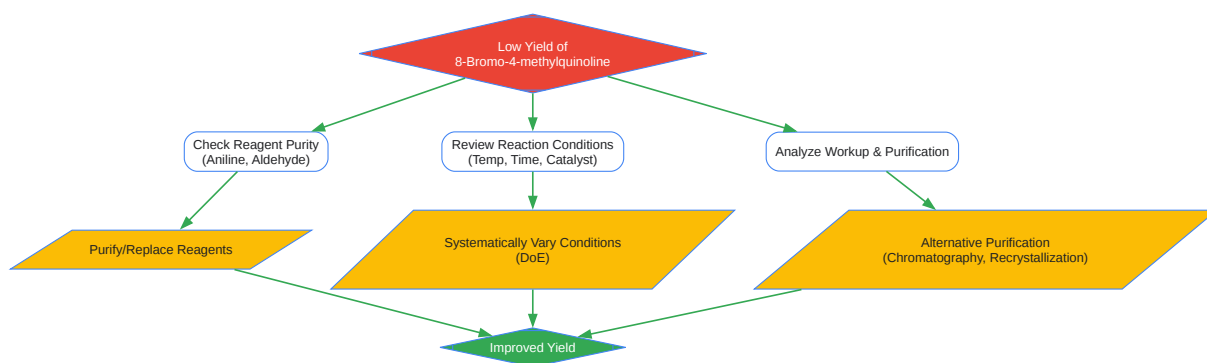 Low Yield of
8-Bromo-4-methylquinoline
Check Reagent Purity
(Aniline, Aldehyde)
Review Reaction Conditions
(Temp, Time, Catalyst)
Analyze Workup & Purification
Purify/Replace Reagents
Systematically Vary Conditions
(DoE)
Alternative Purification
(Chromatography, Recrystallization)
Improved Yield